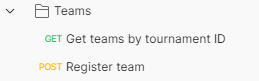 Teams
GET Get teams by tournament ID
POST Register team